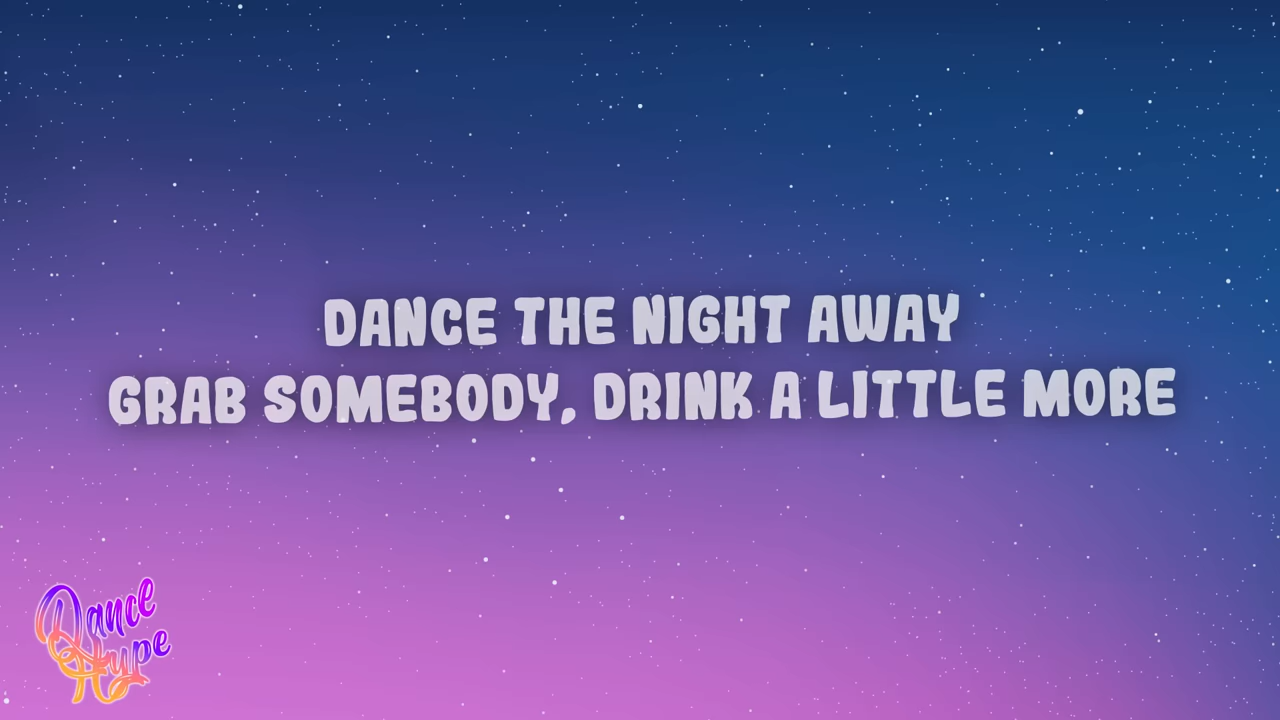 DANCE THE NIGHT AWAY
GRAB SOMEBODY, DRINK A LITTLE MORE
Dance
Hype